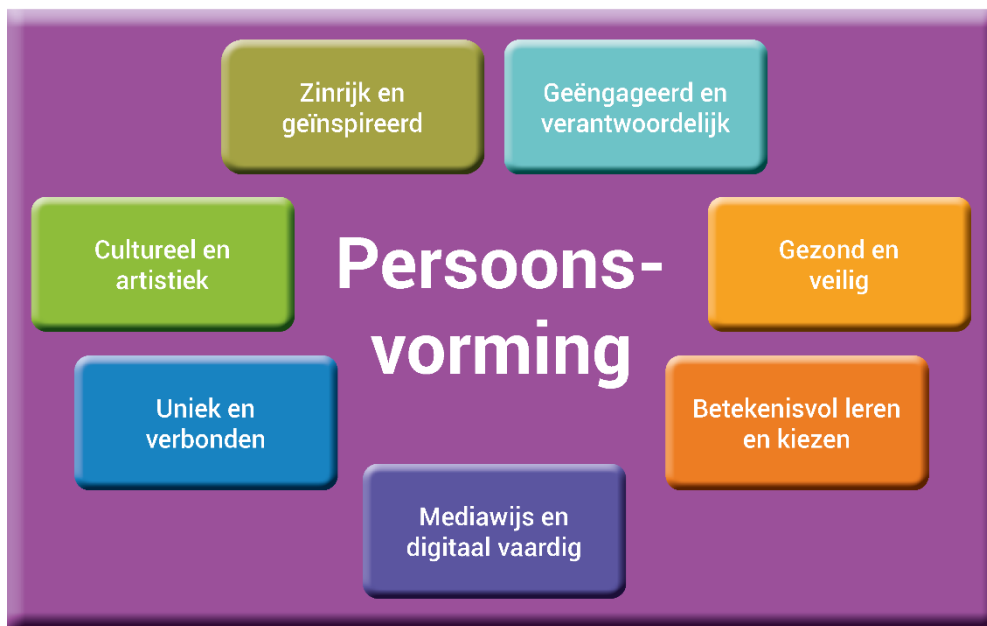 Zinrijk en
geïnspireerd
Geëngageerd en
verantwoordelijk
Cultureel en
artistiek
Persoons-
vorming
Gezond en
veilig
Uniek en
verbonden
Betekenisvol leren
en kiezen
Mediawijs en
digitaal vaardig